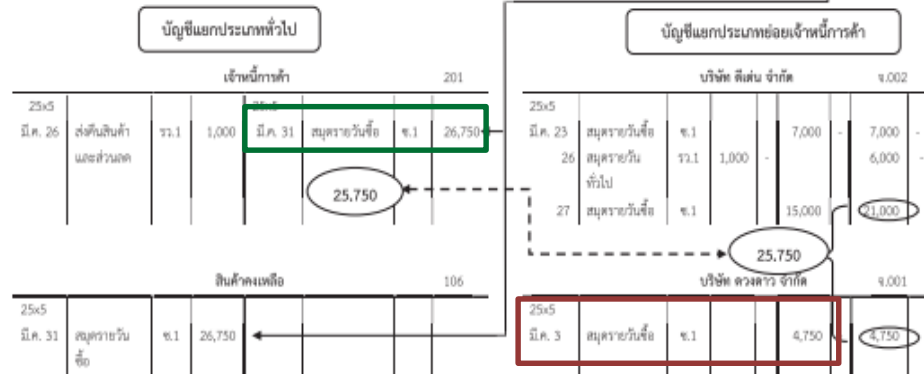 บัญชีแยกประเภททั่วไป
บัญชีแยกประเภทย่อยเจ้าหนี้การค้า
เจ้าหนี้การค้า 201
25x5 25x5
มี.ค. 26 ส่งคืนสินค้า รว.1 1,000 มี.ค. 31 สมุดรายวันซื้อ ซ.1 26,750
และส่วนลด
25.750
บริษัท ดีเด่น จำกัด จ.002
25x5
มี.ค. 23 สมุดรายวันซื้อ ซ.1 7,000 - 7,000 -
26 สมุดรายวัน รว.1 1,000 - 6,000 -
ทั่วไป
27 สมุดรายวันซื้อ ซ.1 15,000 21,000
25.750
สินค้าคงเหลือ 106
25x5
มี.ค. 31 สมุดรายวัน ซ.1 26,750
ซื้อ
บริษัท ดวงดาว จำกัด จ.001
25x5
มี.ค. 3 สมุดรายวันซื้อ ซ.1 4,750 4,750